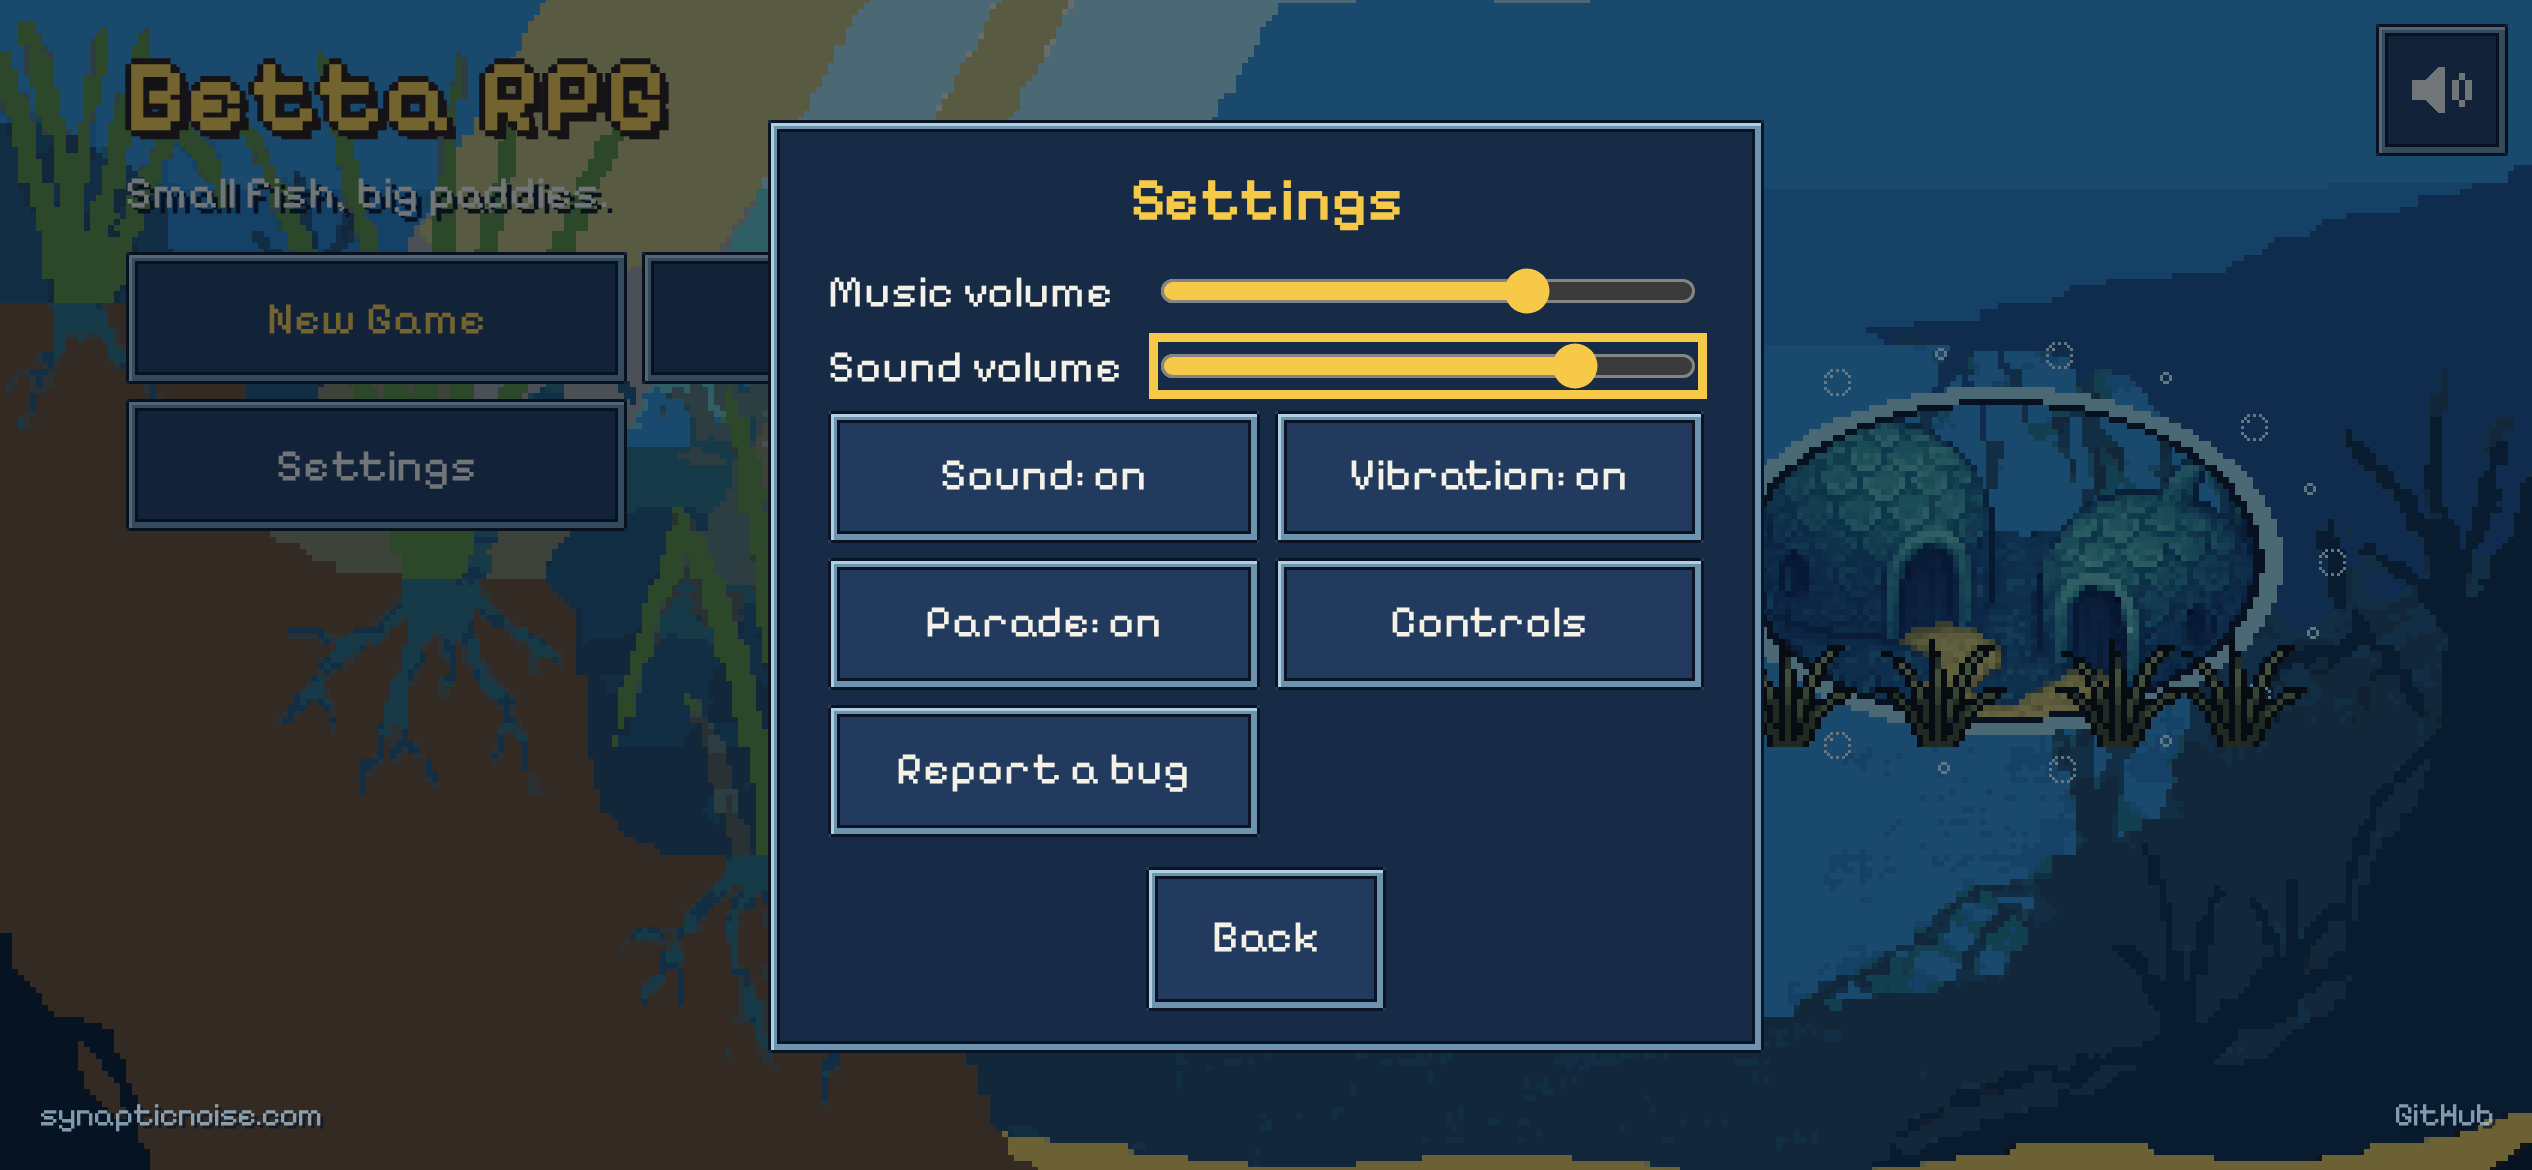 Betta RPG
Small fish, big paddies.
New Game
Settings
Settings
Music volume
Sound volume
Sound: on
Vibration: on
Parade: on
Controls
Report a bug
Back
synapticnoise.com
GitHub